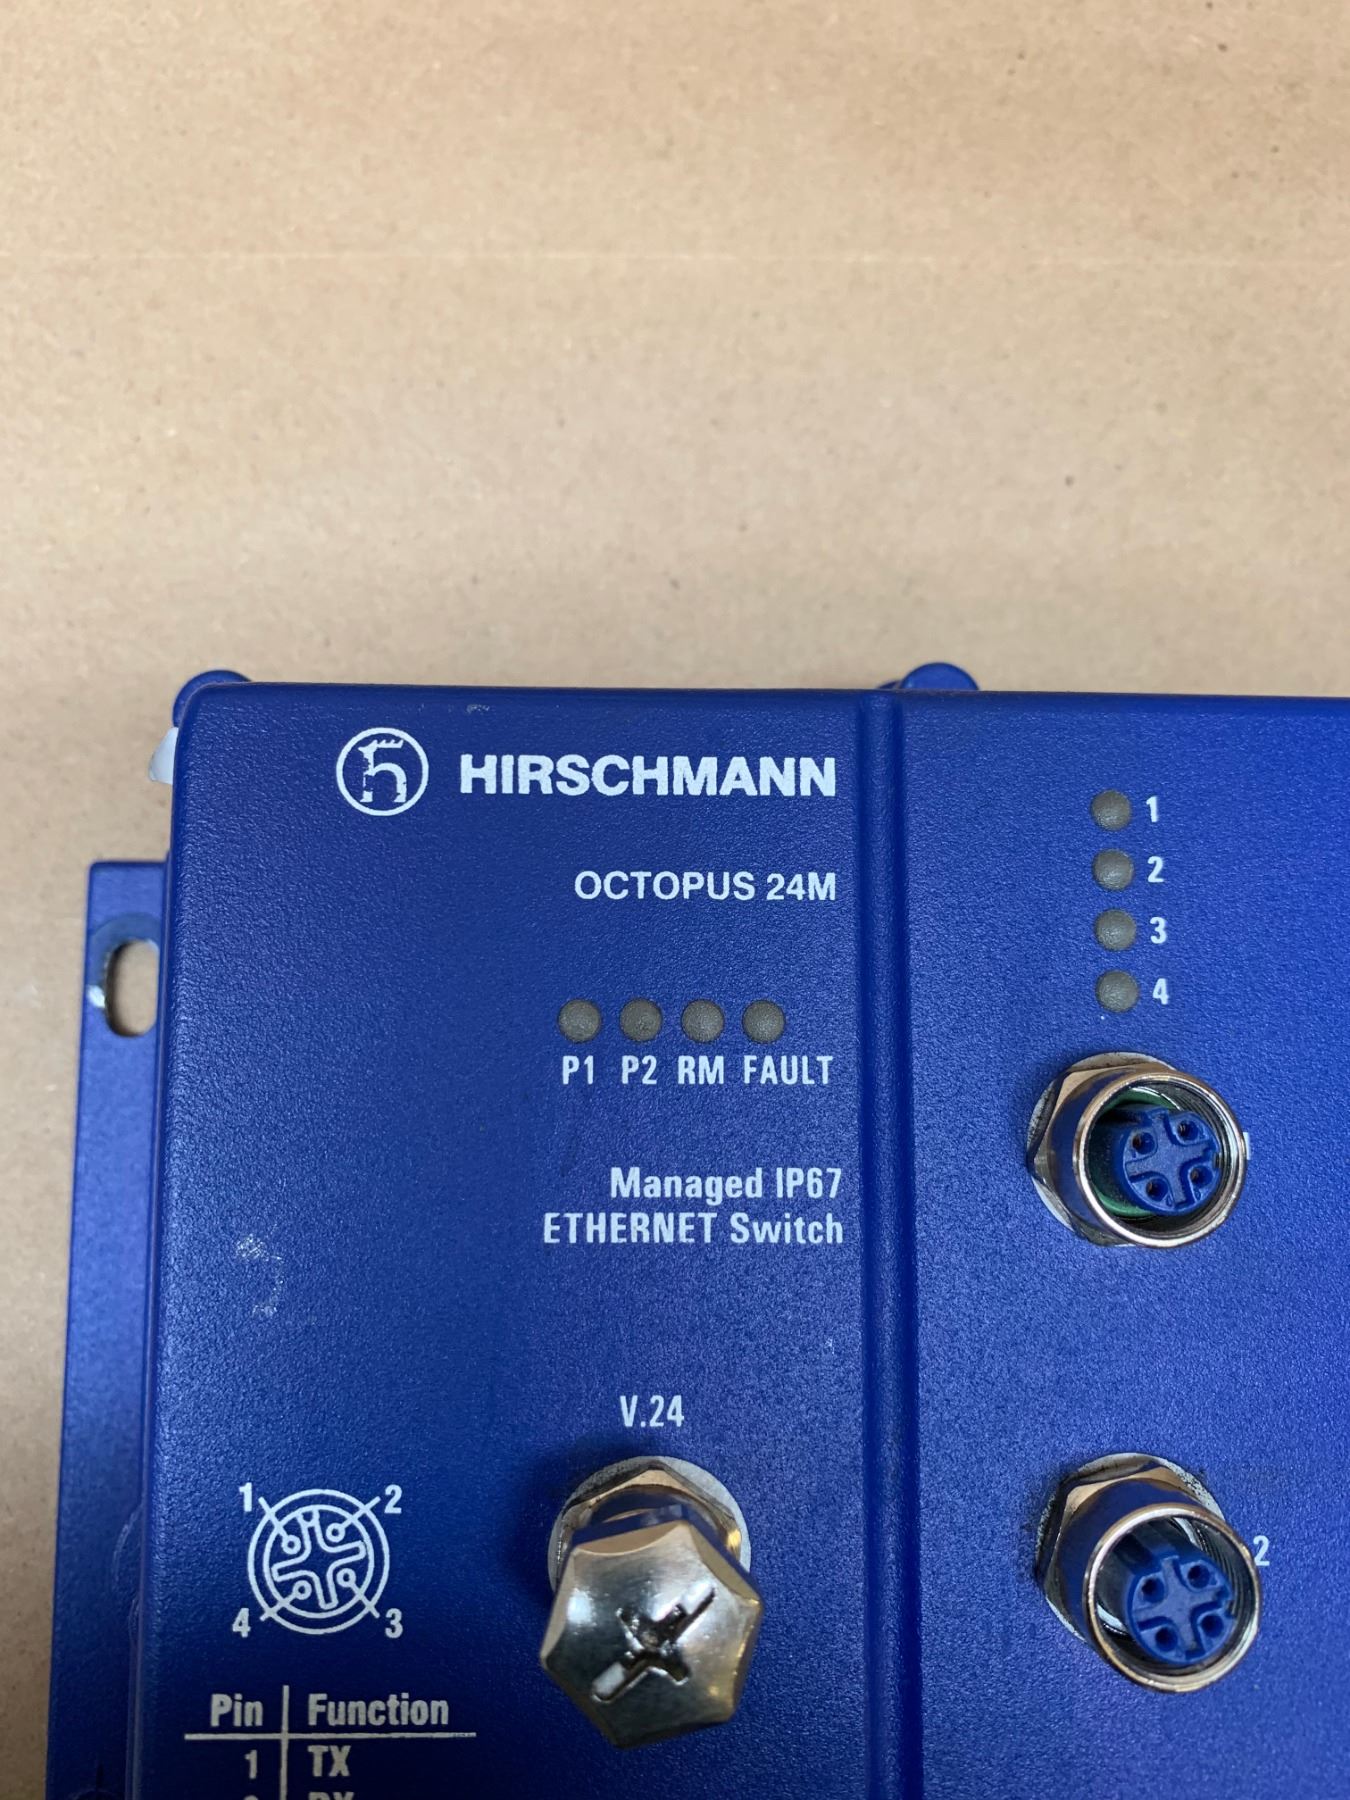 HIRSCHMANN
OCTOPUS 24M
P1 P2 RM FAULT
Managed IP67
ETHERNET Switch
V.24
1 2
4 3
Pin Function
1 TX
1
2
3
4
2